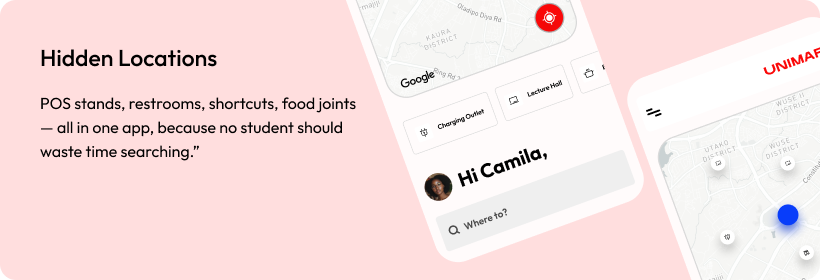 Hidden Locations
POS stands, restrooms, shortcuts, food joints
— all in one app, because no student should
waste time searching.”
Oladipo Diya Rd
KAURA
DISTRICT
Ring Rd
Google
Charging Outlet
Lecture Hall
Hi Camila,
Where to?
WUSE II
DISTRICT
UTAKO
DISTRICT
WUSE
DISTRICT